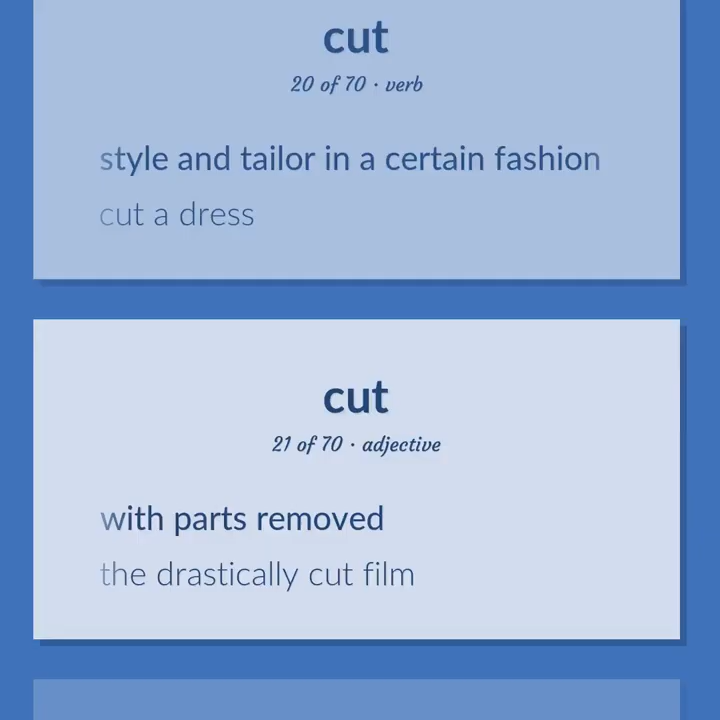 cut
20 of 70 · verb
style and tailor in a certain fashion
cut a dress
cut
21 of 70 · adjective
with parts removed
the drastically cut film